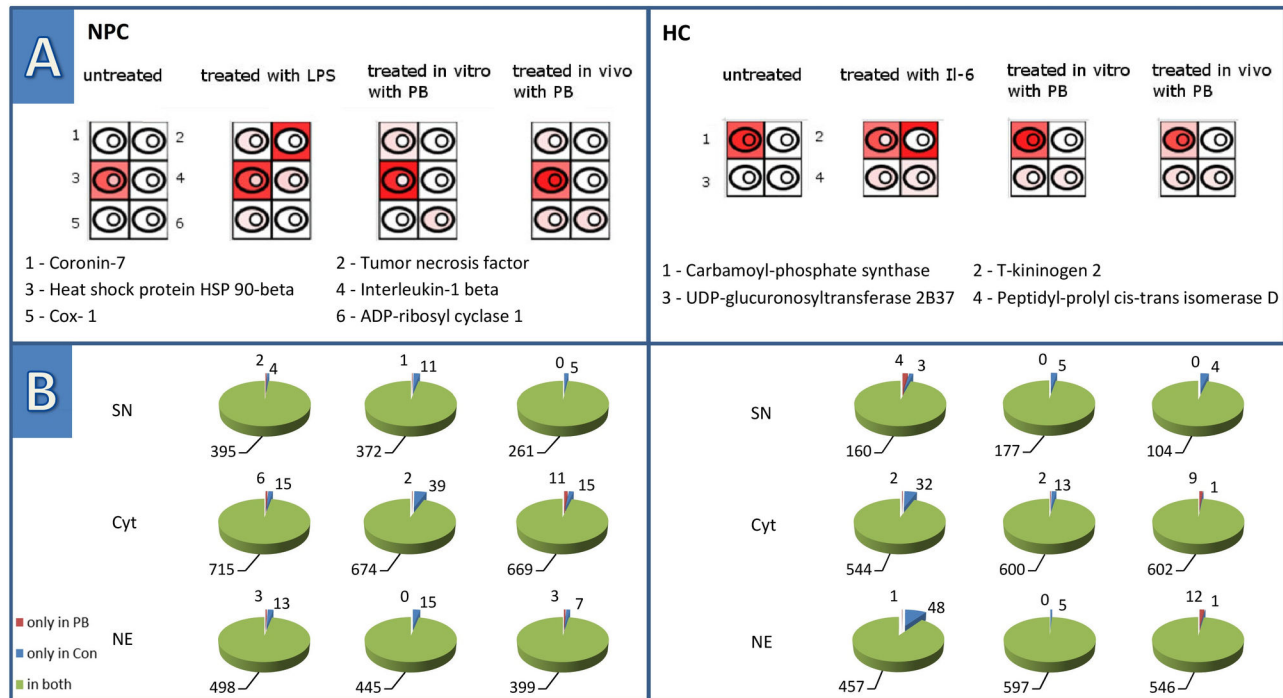 A
NPC
untreated
treated with LPS
treated in vitro
with PB
treated in vivo
with PB
1 2
3 4
5 6
1 - Coronin-7 2 - Tumor necrosis factor
3 - Heat shock protein HSP 90-beta 4 - Interleukin-1 beta
5 - Cox- 1 6 - ADP-ribosyl cyclase 1
HC
untreated
treated with Il-6
treated in vitro
with PB
treated in vivo
with PB
1 2
3 4
1 - Carbamoyl-phosphate synthase 2 - T-kininogen 2
3 - UDP-glucuronosyltransferase 2B37 4 - Peptidyl-prolyl cis-trans isomerase D
B
2 4 1 11 0 5
SN
395 372 261
6 15 2 39 11 15
Cyt
715 674 669
3 13 0 15 3 7
NE
498 445 399
only in PB
only in Con
in both
4 3 0 5 0 4
SN
160 177 104
2 32 2 13 9 1
Cyt
544 600 602
1 48 0 5 12 1
NE
457 597 546